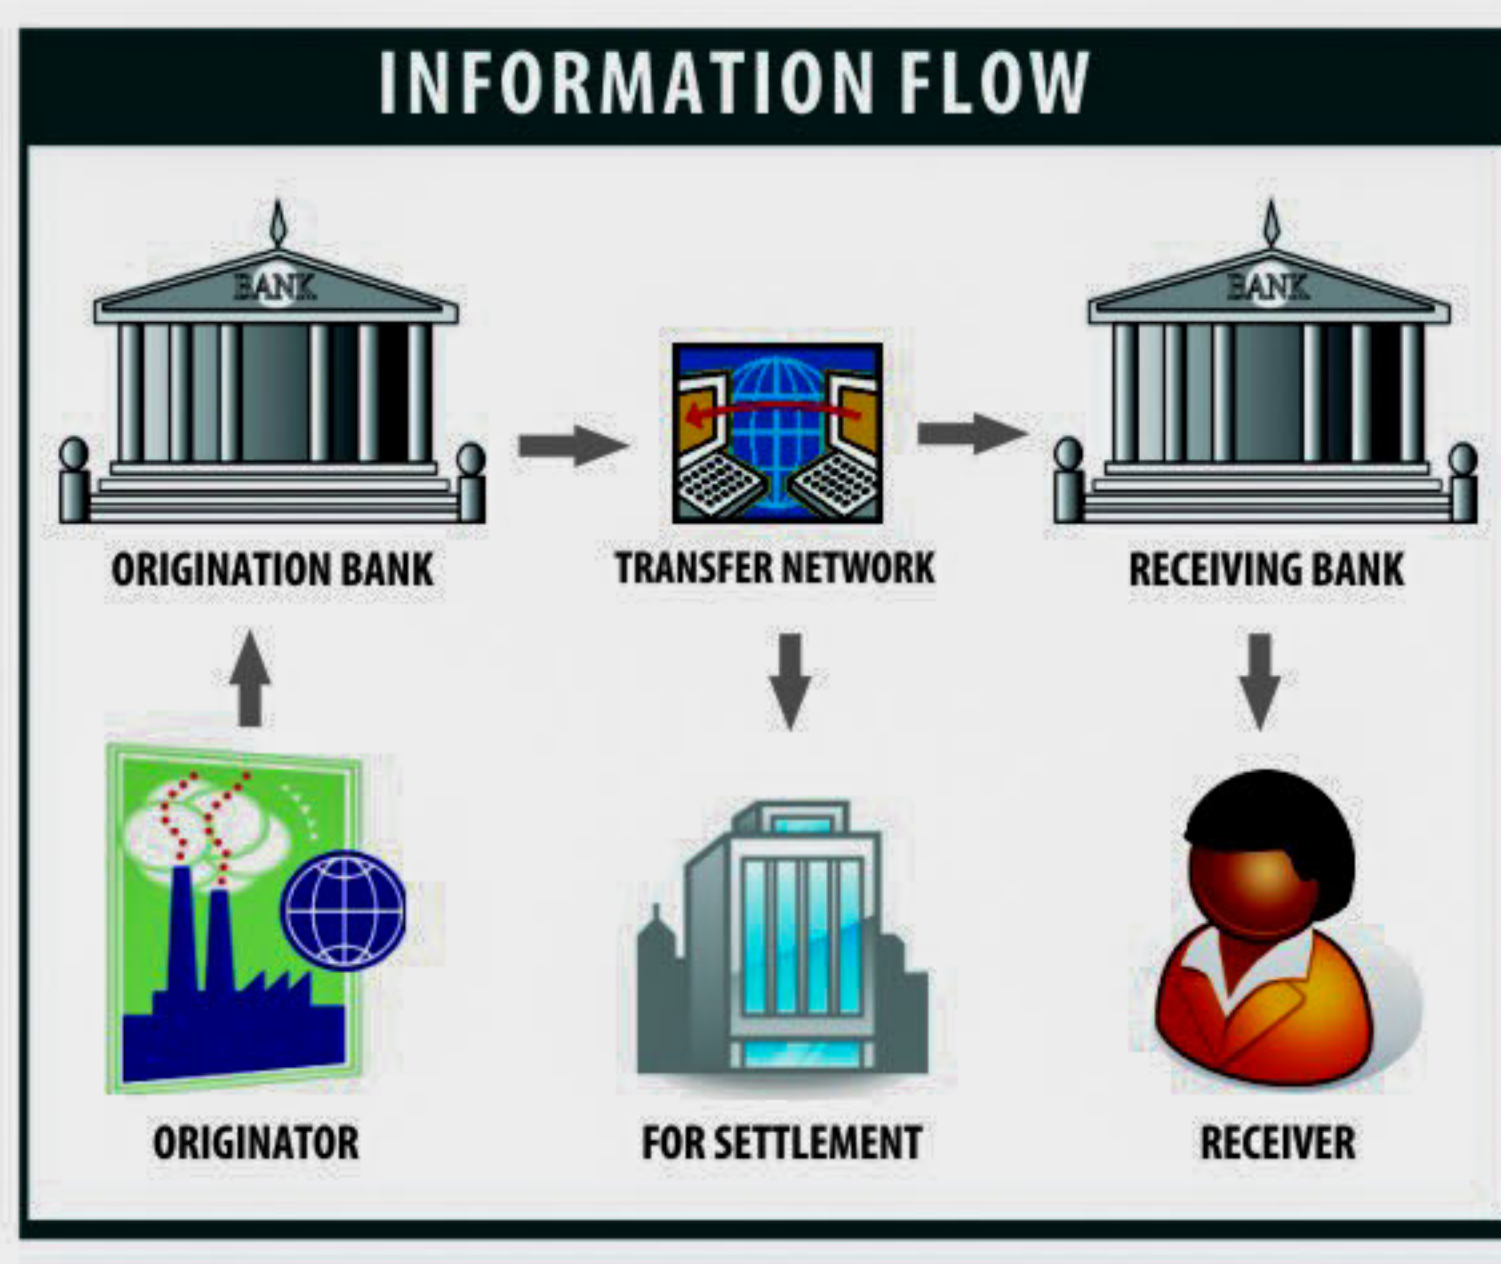 INFORMATION FLOW
BANK
BANK
ORIGINATION BANK
TRANSFER NETWORK
RECEIVING BANK
ORIGINATOR
FOR SETTLEMENT
RECEIVER